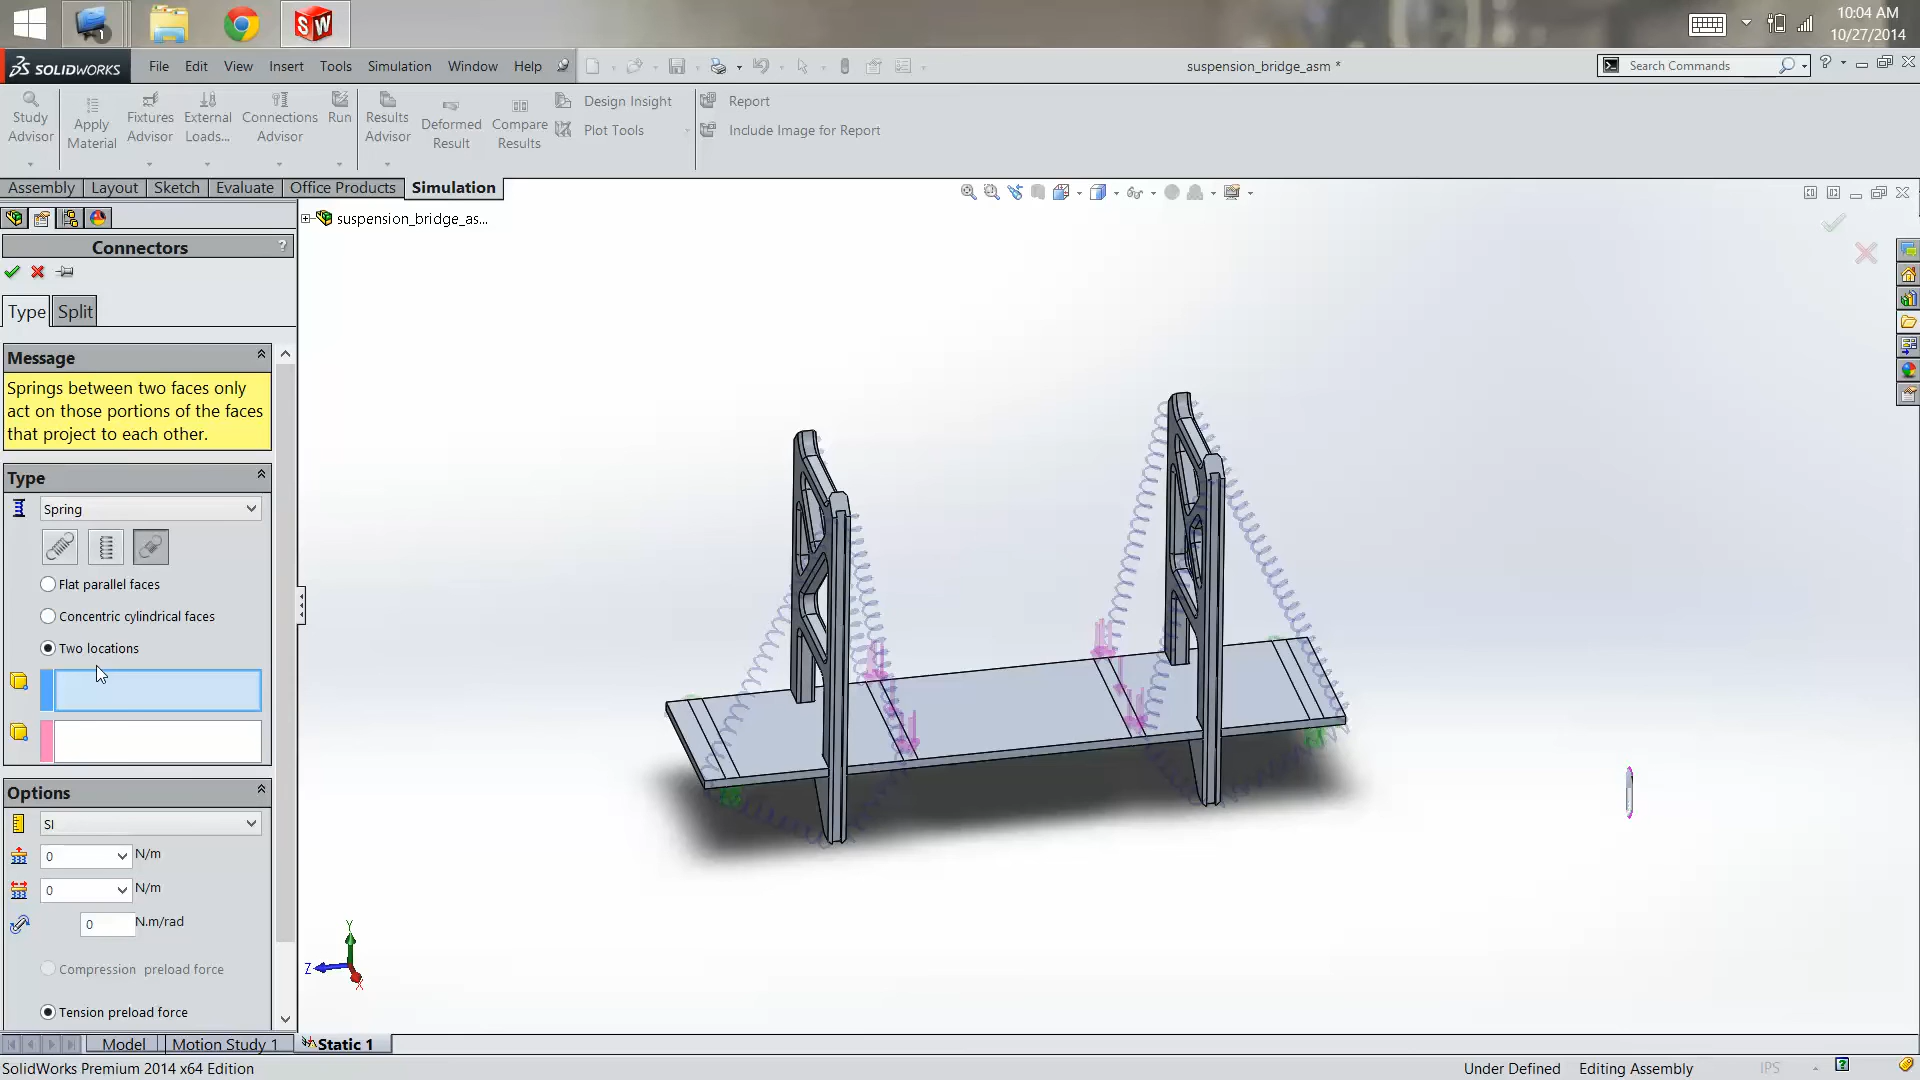 10:04 AM
10/27/2014
SOLIDWORKS
File Edit View Insert Tools Simulation Window Help
suspension_bridge_asm *
Search Commands
Study Advisor
Apply Material
Fixtures Advisor
External Loads...
Connections Advisor
Run
Results Advisor
Deformed Result
Compare Results
Design Insight
Plot Tools
Report
Include Image for Report
Assembly Layout Sketch Evaluate Office Products Simulation
suspension_bridge_as...
Connectors
?
Type Split
Message
Springs between two faces only
act on those portions of the faces
that project to each other.
Type
Spring
Flat parallel faces
Concentric cylindrical faces
Two locations
Options
SI
0 N/m
0 N/m
0 N.m/rad
Compression preload force
Tension preload force
Y
Z
X
Model Motion Study 1 Static 1
SolidWorks Premium 2014 x64 Edition
Under Defined Editing Assembly IPS